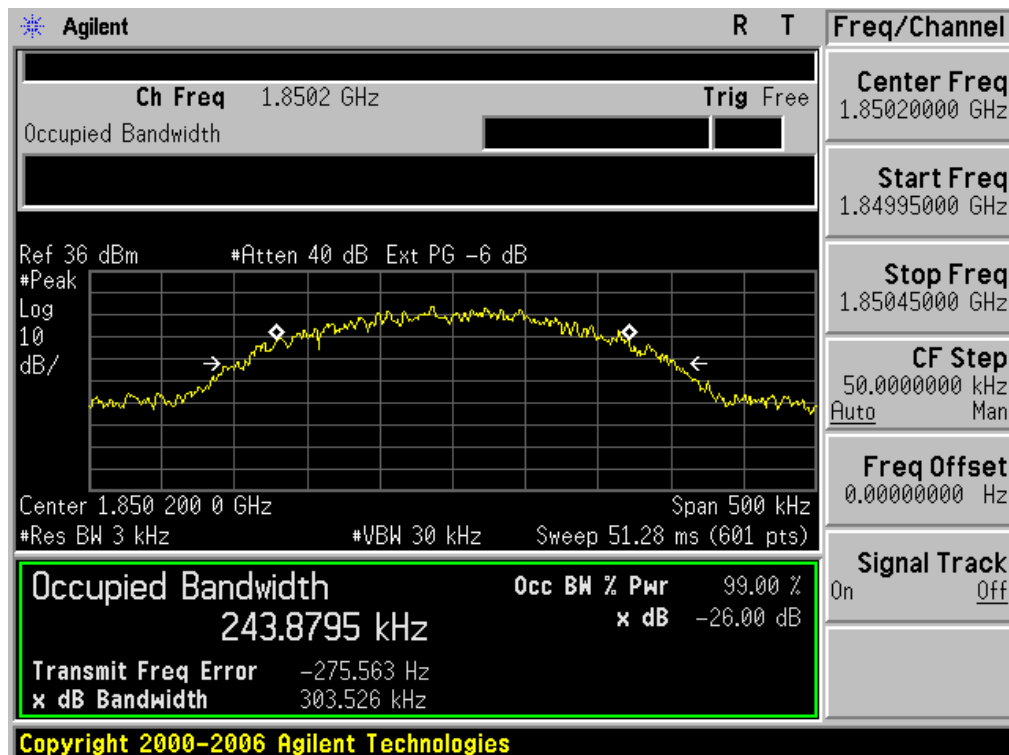 Agilent R T
Freq/Channel
Ch Freq 1.8502 GHz Trig Free
Occupied Bandwidth
Center Freq
1.85020000 GHz
Start Freq
1.84995000 GHz
Stop Freq
1.85045000 GHz
CF Step
50.0000000 kHz
Auto Man
Freq Offset
0.00000000 Hz
Signal Track
On Off
Ref 36 dBm #Atten 40 dB Ext PG -6 dB
#Peak
Log
10
dB/
Center 1.850 200 0 GHz Span 500 kHz
#Res BW 3 kHz #VBW 30 kHz Sweep 51.28 ms (601 pts)
Occupied Bandwidth
243.8795 kHz
Occ BW % Pwr 99.00 %
x dB -26.00 dB
Transmit Freq Error -275.563 Hz
x dB Bandwidth 303.526 kHz
Copyright 2000-2006 Agilent Technologies